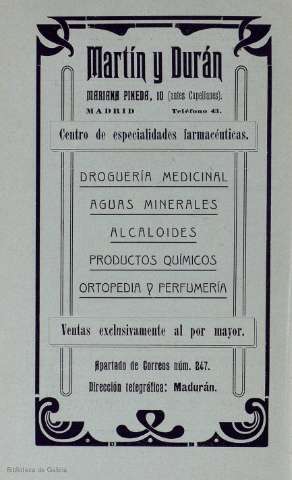 Martín y Durán
MARIANA PINEDA, 10 (antes Capellanes).
MADRID Teléfono 43.
Centro de especialidades farmacéuticas.
DROGUERÍA MEDICINAL
AGUAS MINERALES
ALCALOIDES
PRODUCTOS QUÍMICOS
ORTOPEDIA Y PERFUMERÍA
Ventas exclusivamente al por mayor.
Apartado de Correos núm. 847.
Dirección telegráfica: Madurán.
Biblioteca de Galicia